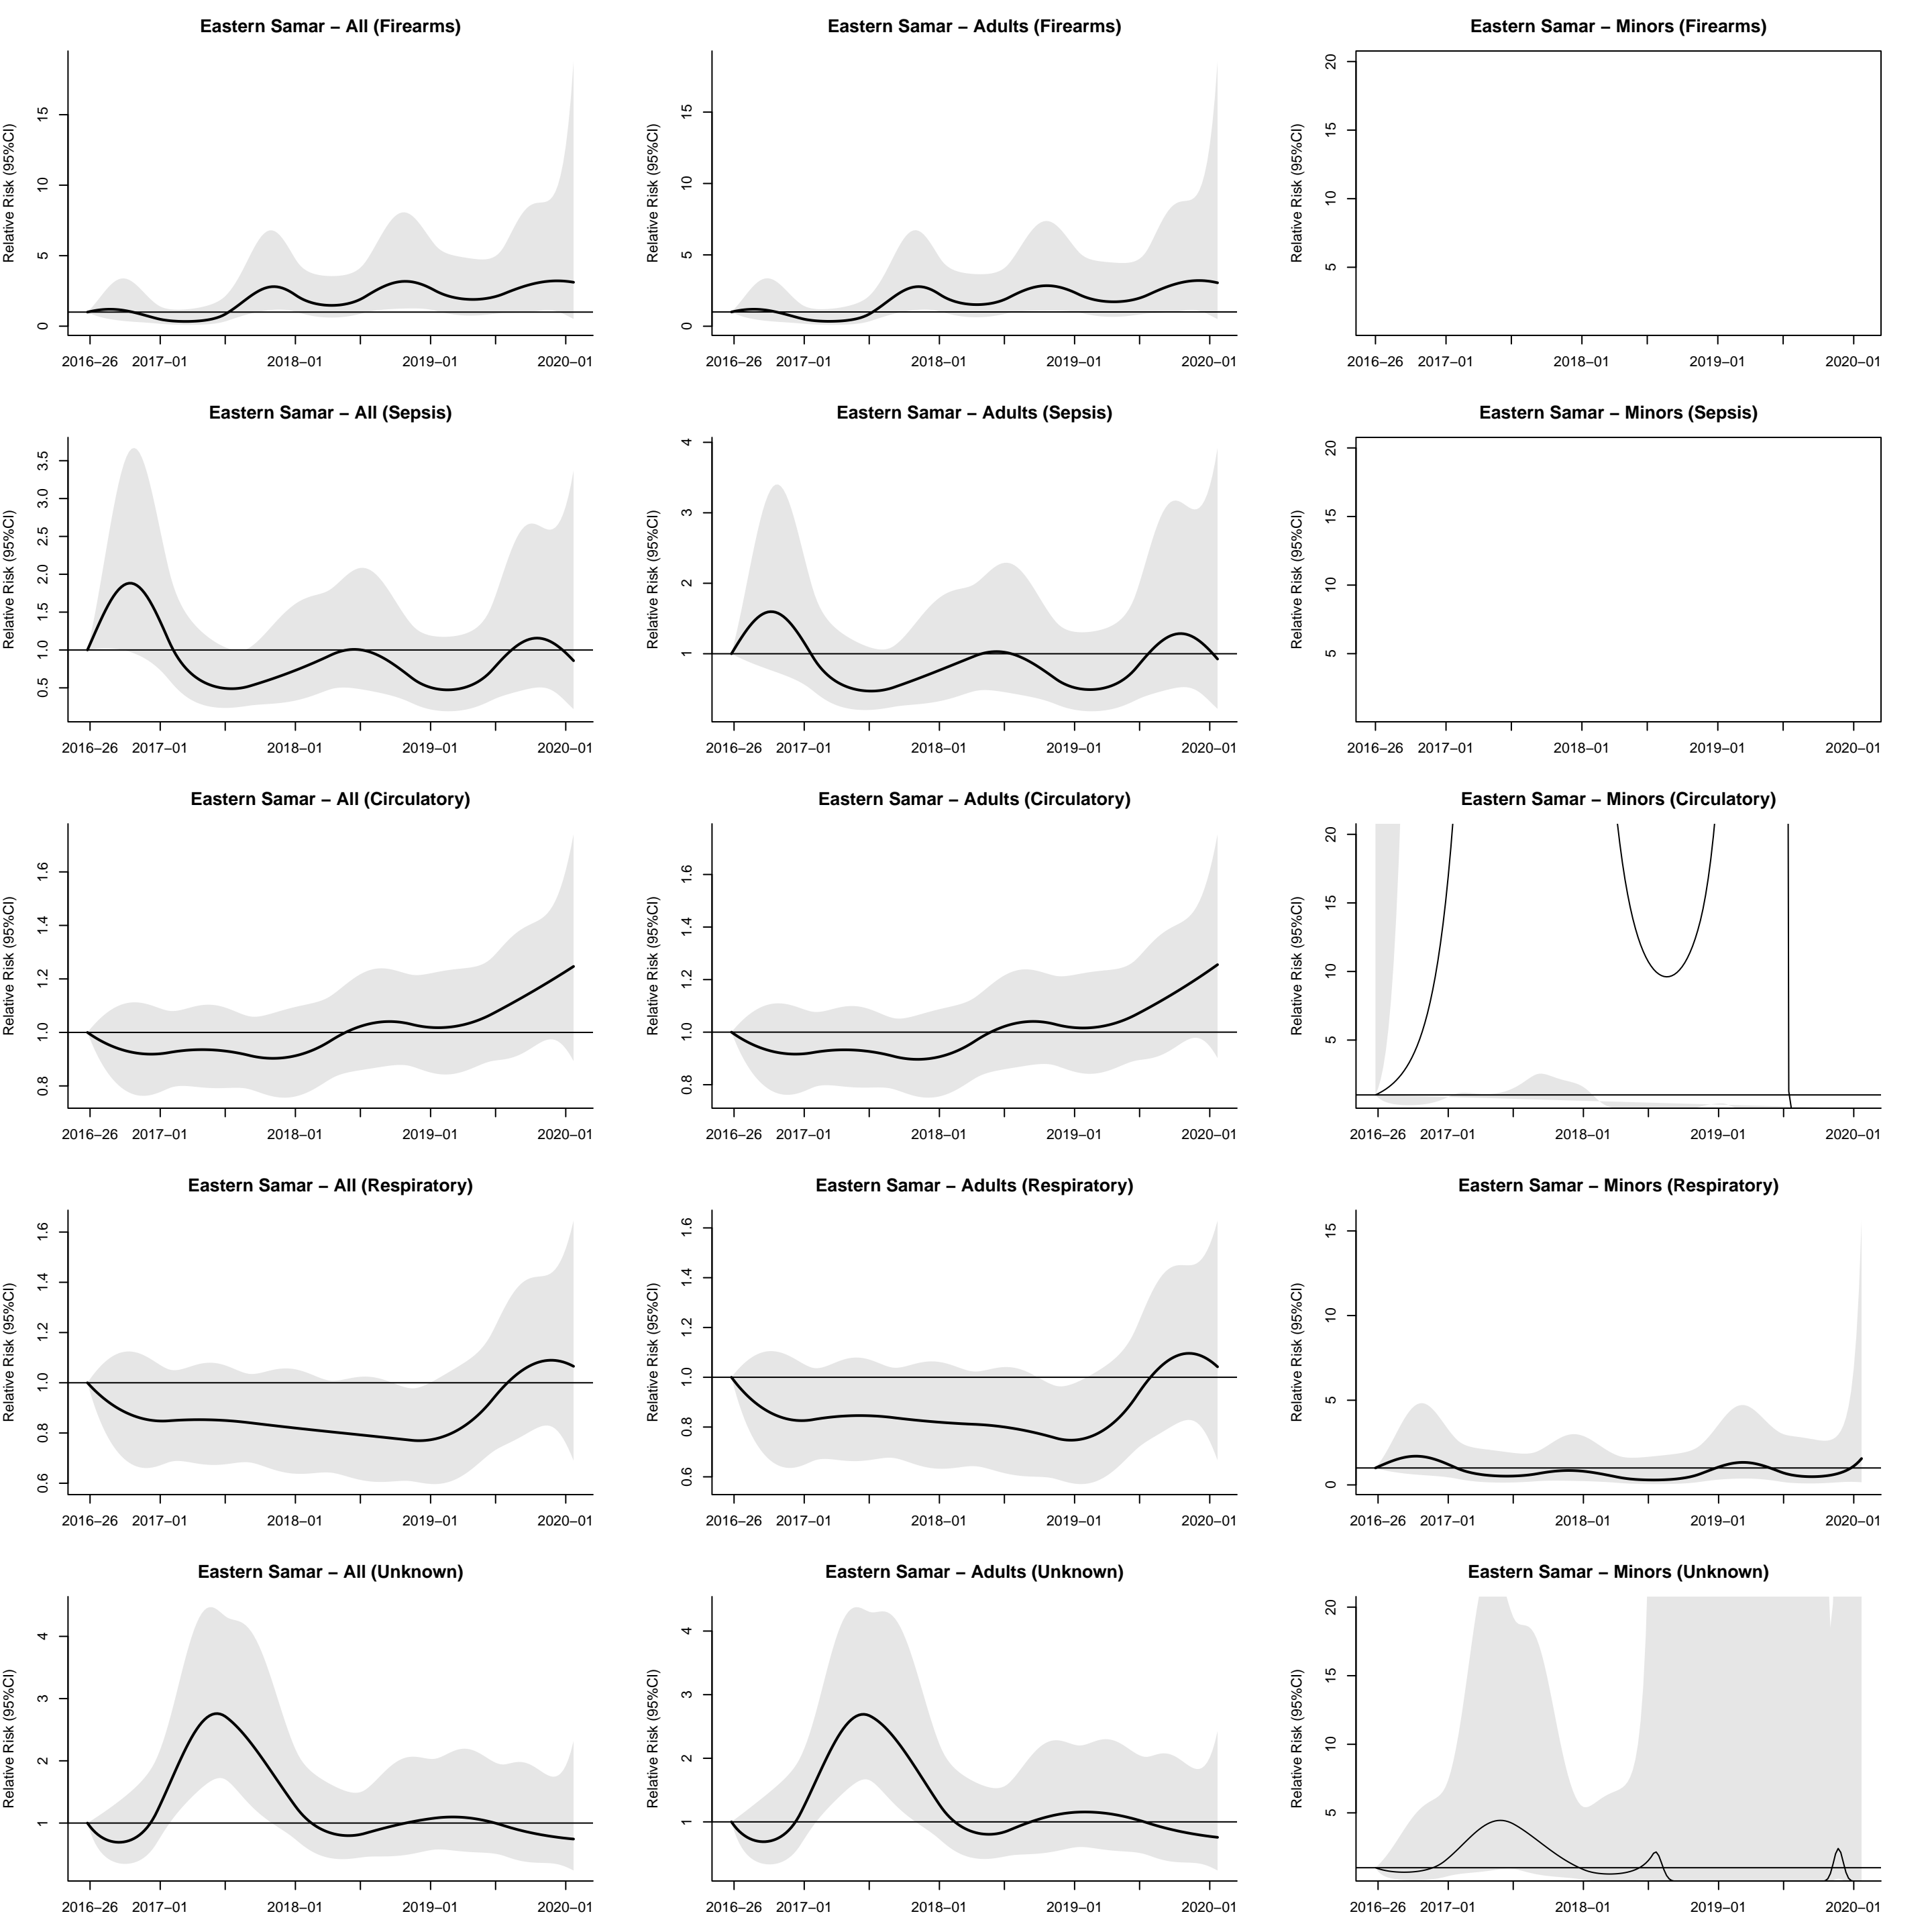 Eastern Samar – All (Firearms)
Relative Risk (95%CI)
15
10
5
0
2016–26 2017–01 2018–01 2019–01 2020–01
Eastern Samar – Adults (Firearms)
Relative Risk (95%CI)
15
10
5
0
2016–26 2017–01 2018–01 2019–01 2020–01
Eastern Samar – Minors (Firearms)
Relative Risk (95%CI)
20
15
10
5
2016–26 2017–01 2018–01 2019–01 2020–01
Eastern Samar – All (Sepsis)
Relative Risk (95%CI)
3.5
3.0
2.5
2.0
1.5
1.0
0.5
2016–26 2017–01 2018–01 2019–01 2020–01
Eastern Samar – Adults (Sepsis)
Relative Risk (95%CI)
4
3
2
1
2016–26 2017–01 2018–01 2019–01 2020–01
Eastern Samar – Minors (Sepsis)
Relative Risk (95%CI)
20
15
10
5
2016–26 2017–01 2018–01 2019–01 2020–01
Eastern Samar – All (Circulatory)
Relative Risk (95%CI)
1.6
1.4
1.2
1.0
0.8
2016–26 2017–01 2018–01 2019–01 2020–01
Eastern Samar – Adults (Circulatory)
Relative Risk (95%CI)
1.6
1.4
1.2
1.0
0.8
2016–26 2017–01 2018–01 2019–01 2020–01
Eastern Samar – Minors (Circulatory)
Relative Risk (95%CI)
20
15
10
5
2016–26 2017–01 2018–01 2019–01 2020–01
Eastern Samar – All (Respiratory)
Relative Risk (95%CI)
1.6
1.4
1.2
1.0
0.8
0.6
2016–26 2017–01 2018–01 2019–01 2020–01
Eastern Samar – Adults (Respiratory)
Relative Risk (95%CI)
1.6
1.4
1.2
1.0
0.8
0.6
2016–26 2017–01 2018–01 2019–01 2020–01
Eastern Samar – Minors (Respiratory)
Relative Risk (95%CI)
15
10
5
0
2016–26 2017–01 2018–01 2019–01 2020–01
Eastern Samar – All (Unknown)
Relative Risk (95%CI)
4
3
2
1
2016–26 2017–01 2018–01 2019–01 2020–01
Eastern Samar – Adults (Unknown)
Relative Risk (95%CI)
4
3
2
1
2016–26 2017–01 2018–01 2019–01 2020–01
Eastern Samar – Minors (Unknown)
Relative Risk (95%CI)
20
15
10
5
2016–26 2017–01 2018–01 2019–01 2020–01